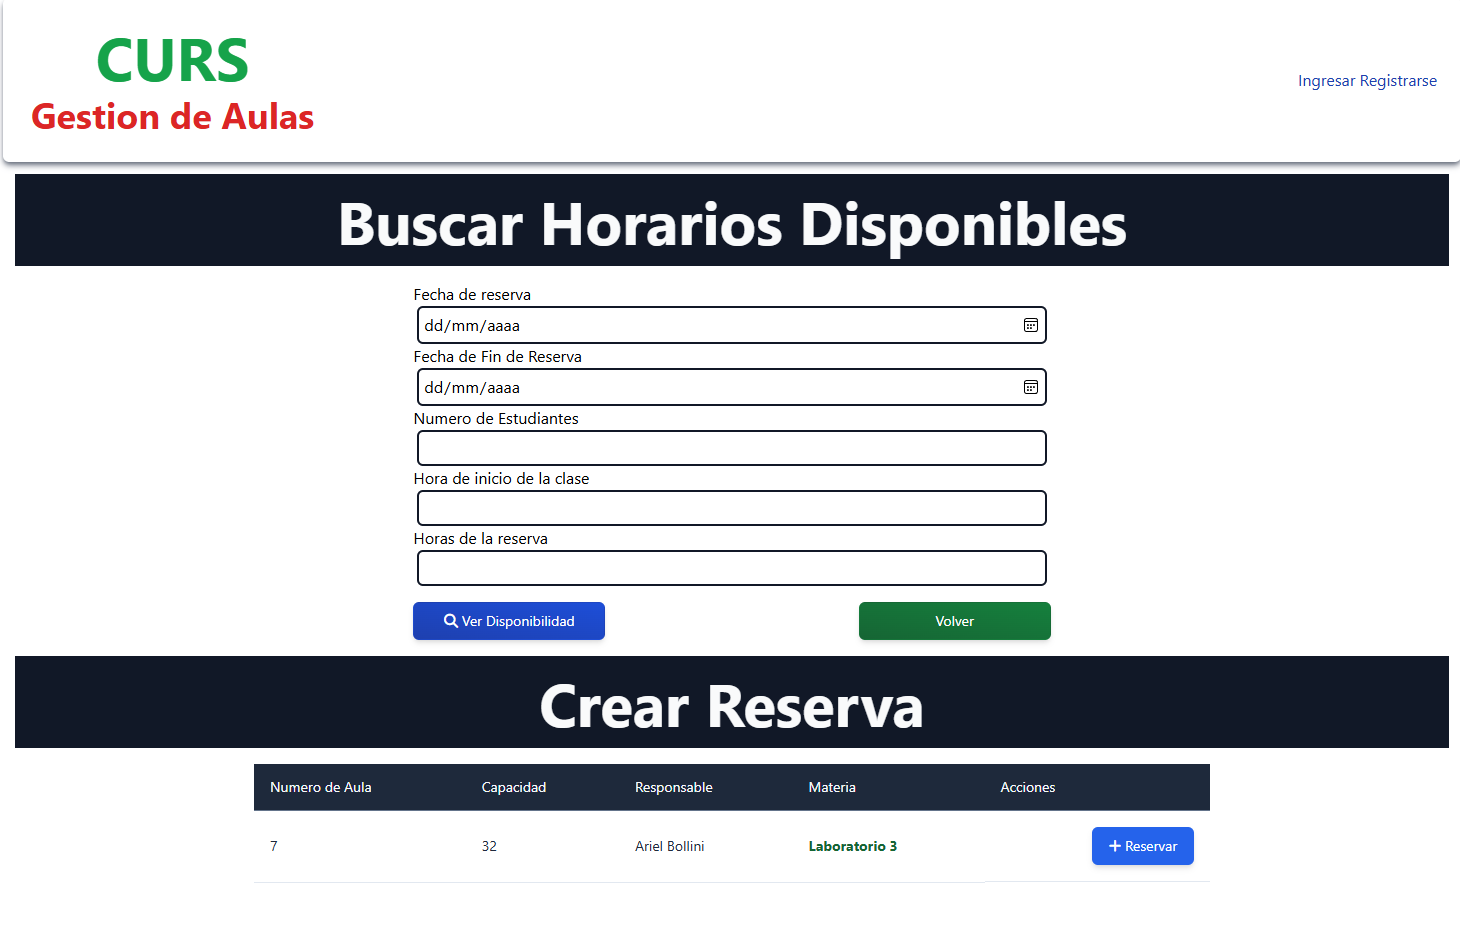 CURS
Gestion de Aulas
Ingresar Registrarse
Buscar Horarios Disponibles
Fecha de reserva
dd/mm/aaaa
Fecha de Fin de Reserva
dd/mm/aaaa
Numero de Estudiantes
Hora de inicio de la clase
Horas de la reserva
Ver Disponibilidad
Volver
Crear Reserva
Numero de Aula Capacidad Responsable Materia Acciones
7 32 Ariel Bollini Laboratorio 3 + Reservar